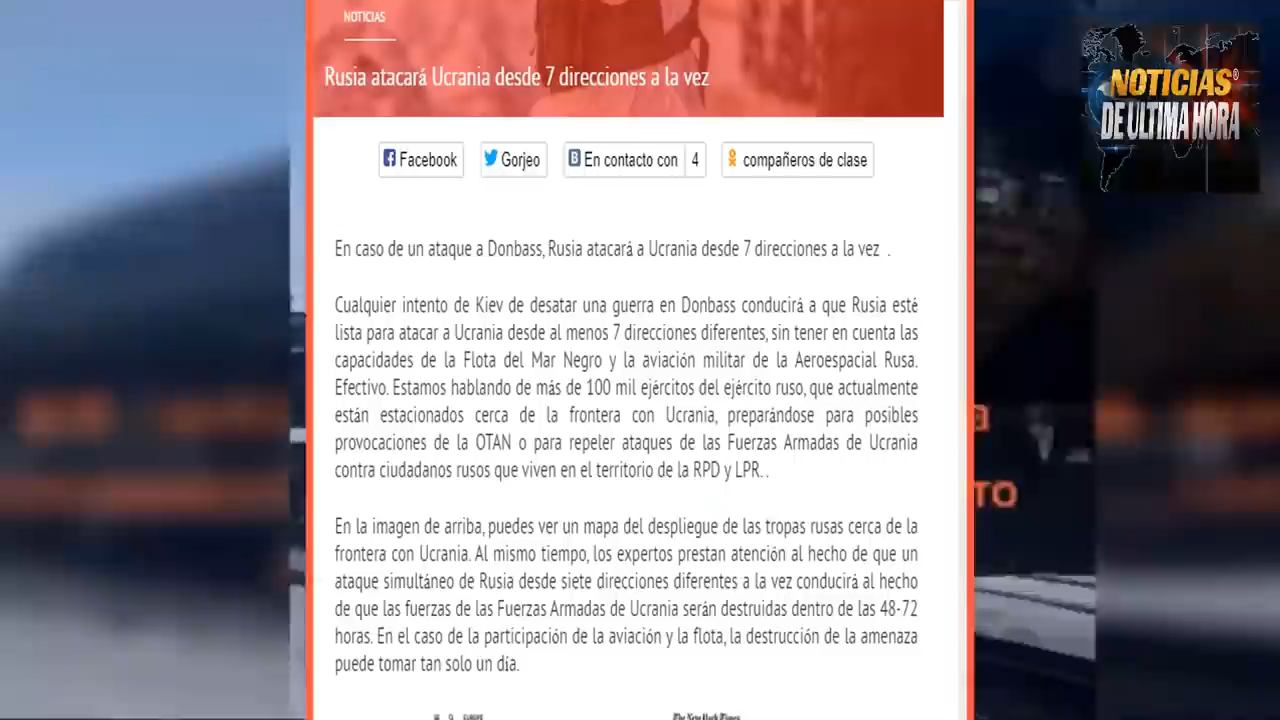 NOTICIAS
Rusia atacará Ucrania desde 7 direcciones a la vez
NOTICIAS®
DE ULTIMA HORA
Facebook
Gorjeo
En contacto con 4
compañeros de clase
En caso de un ataque a Donbass, Rusia atacará a Ucrania desde 7 direcciones a la vez .
Cualquier intento de Kiev de desatar una guerra en Donbass conducirá a que Rusia esté
lista para atacar a Ucrania desde al menos 7 direcciones diferentes, sin tener en cuenta las
capacidades de la Flota del Mar Negro y la aviación militar de la Aeroespacial Rusa.
Efectivo. Estamos hablando de más de 100 mil ejércitos del ejército ruso, que actualmente
están estacionados cerca de la frontera con Ucrania, preparándose para posibles
provocaciones de la OTAN o para repeler ataques de las Fuerzas Armadas de Ucrania
contra ciudadanos rusos que viven en el territorio de la RPD y LPR. .
En la imagen de arriba, puedes ver un mapa del despliegue de las tropas rusas cerca de la
frontera con Ucrania. Al mismo tiempo, los expertos prestan atención al hecho de que un
ataque simultáneo de Rusia desde siete direcciones diferentes a la vez conducirá al hecho
de que las fuerzas de las Fuerzas Armadas de Ucrania serán destruidas dentro de las 48-72
horas. En el caso de la participación de la aviación y la flota, la destrucción de la amenaza
puede tomar tan solo un día.
The New York Times
TO